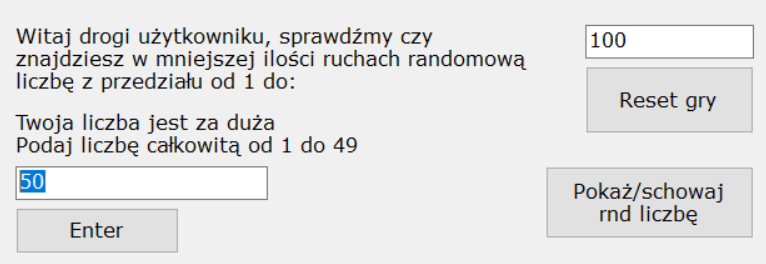 Witaj drogi użytkowniku, sprawdźmy czy
znajdziesz w mniejszej ilości ruchach randomową
liczbę z przedziału od 1 do:
100
Reset gry
Twoja liczba jest za duża
Podaj liczbę całkowitą od 1 do 49
50
Enter
Pokaż/schowaj
rnd liczbę